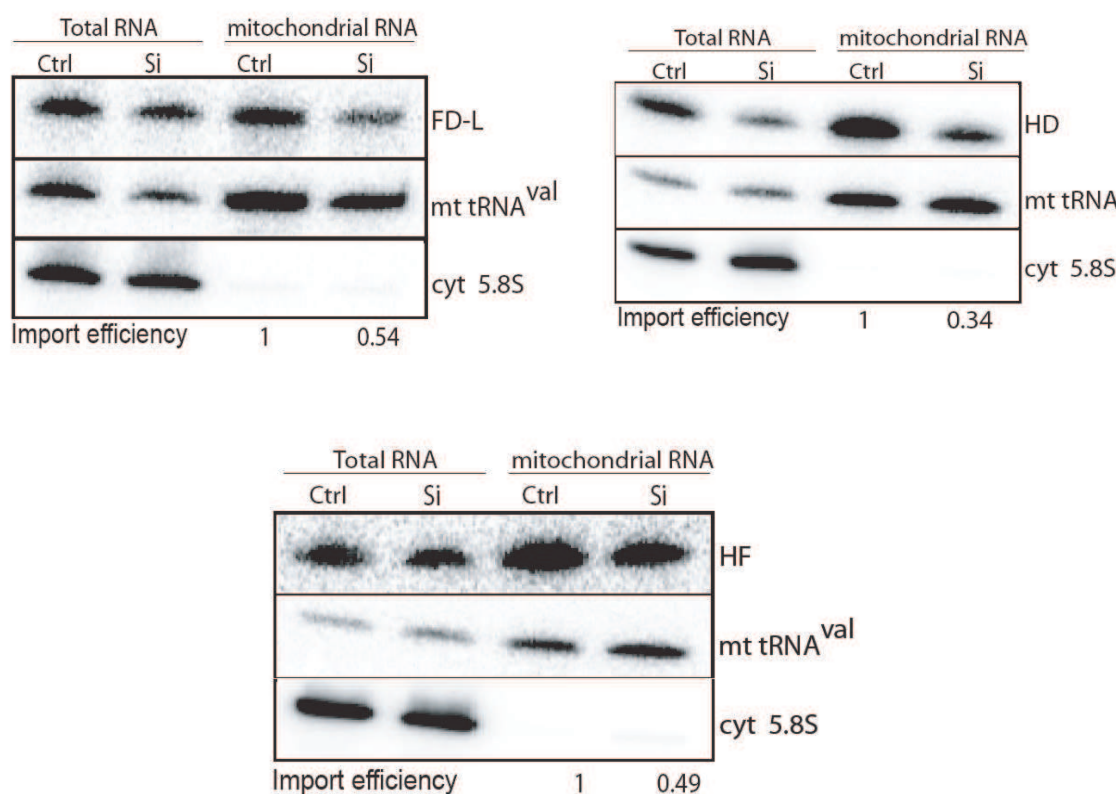 Total RNA mitochondrial RNA
Ctrl Si Ctrl Si
FD-L
mt tRNA^val
cyt 5.8S
Import efficiency 1 0.54
Total RNA mitochondrial RNA
Ctrl Si Ctrl Si
HD
mt tRNA
cyt 5.8S
Import efficiency 1 0.34
Total RNA mitochondrial RNA
Ctrl Si Ctrl Si
HF
mt tRNA^val
cyt 5.8S
Import efficiency 1 0.49